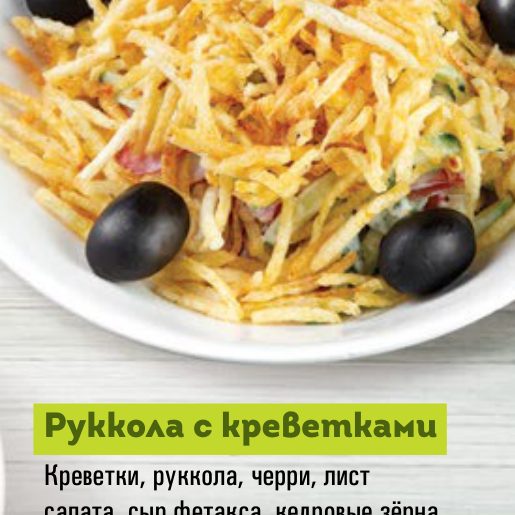 Руккола с креветками
Креветки, руккола, черри, лист
салата, сыр фетакса, кедровые зёрна